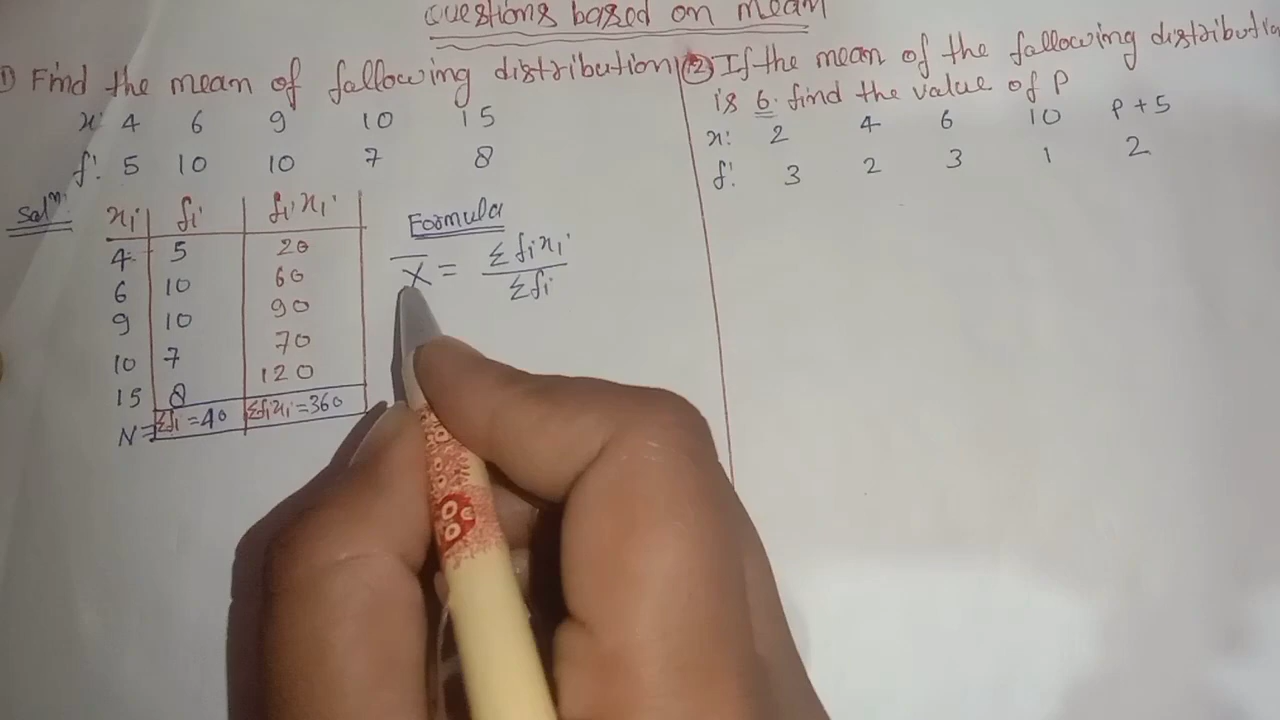 Questions based on mean
1) Find the mean of fallowing distribution
x: 4 6 9 10 15
f: 5 10 10 7 8
Solⁿ:
xi fi fixi
4 5 20
6 10 60
9 10 90
10 7 70
15 8 120
N= Σfi=40 Σfixi=360
Formula
X̄ = Σfixi / Σfi
(2) If the mean of the fallowing distributio
is 6. find the value of P
x: 2 4 6 10 P+5
f: 3 2 3 1 2